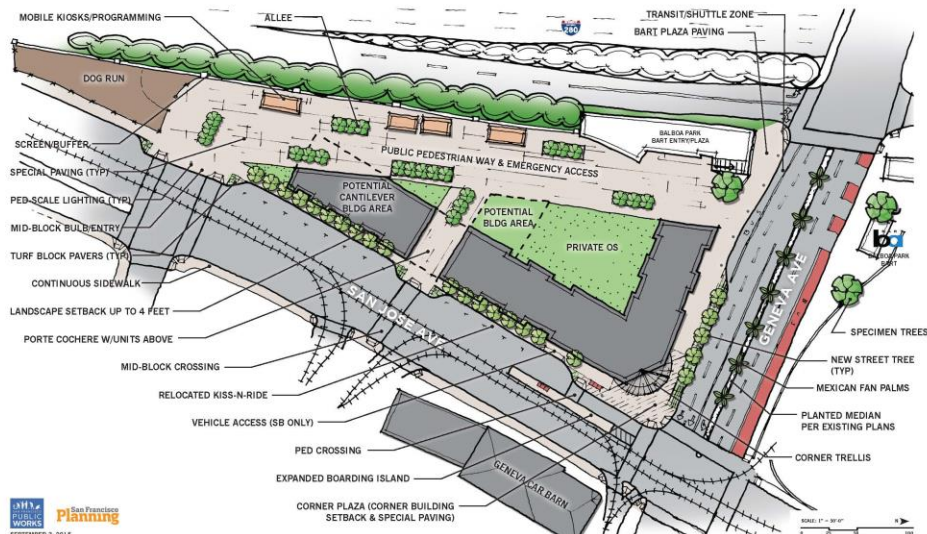 MOBILE KIOSKS/PROGRAMMING
ALLEE
280
TRANSIT/SHUTTLE ZONE
BART PLAZA PAVING
DOG RUN
SCREEN/BUFFER
SPECIAL PAVING (TYP)
PED-SCALE LIGHTING (TYP)
MID-BLOCK BULB/ENTRY
TURF BLOCK PAVERS (TYP)
CONTINUOUS SIDEWALK
LANDSCAPE SETBACK UP TO 4 FEET
PORTE COCHERE W/UNITS ABOVE
MID-BLOCK CROSSING
RELOCATED KISS-N-RIDE
VEHICLE ACCESS (SB ONLY)
PED CROSSING
EXPANDED BOARDING ISLAND
CORNER PLAZA (CORNER BUILDING
SETBACK & SPECIAL PAVING)
PUBLIC PEDESTRIAN WAY & EMERGENCY ACCESS
BALBOA PARK
BART ENTRY/PLAZA
POTENTIAL
CANTILEVER
BLDG AREA
POTENTIAL
BLDG AREA
PRIVATE OS
SAN JOSE AVE
GENEVA AVE
GENEVA CAR BARN
ba
BALBOA PARK
BART
SPECIMEN TREES
NEW STREET TREE
(TYP)
MEXICAN FAN PALMS
PLANTED MEDIAN
PER EXISTING PLANS
CORNER TRELLIS
PUBLIC
WORKS
San Francisco
Planning
SCALE: 1" = 30'-0"
N